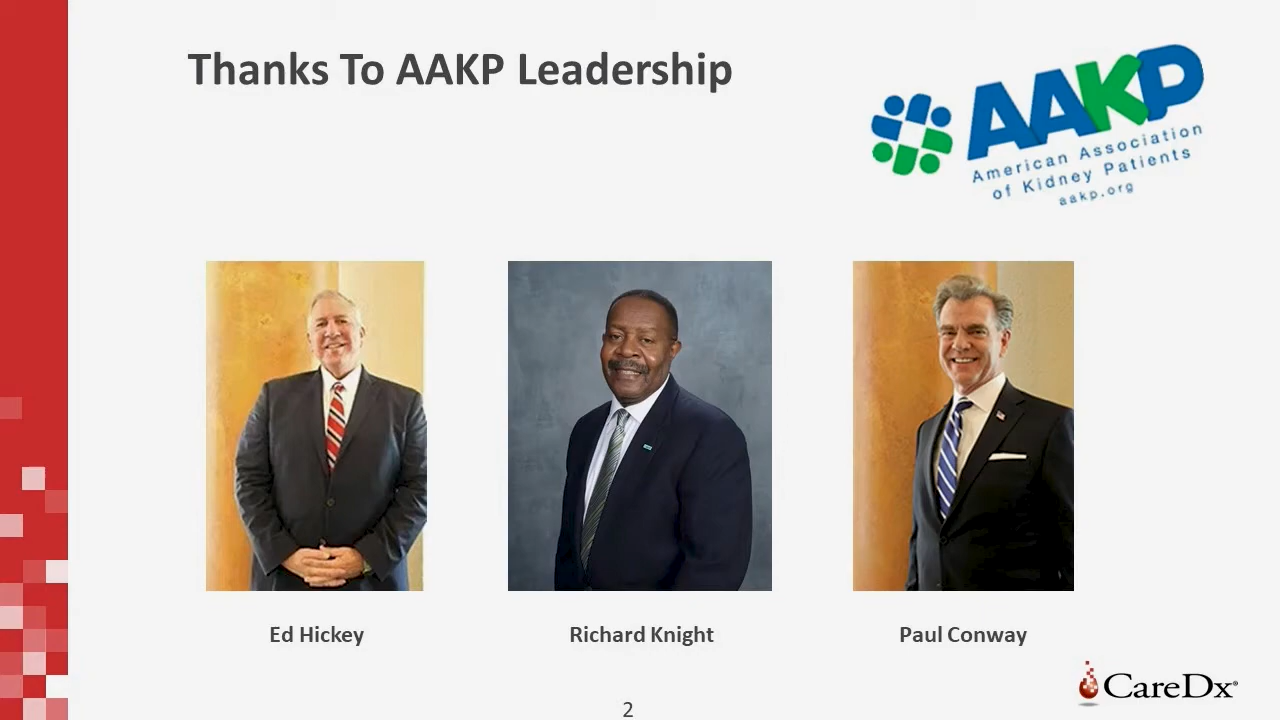 Thanks To AAKP Leadership
AAKP
American Association
of Kidney Patients
aakp.org
Ed Hickey
Richard Knight
Paul Conway
CareDx®
2